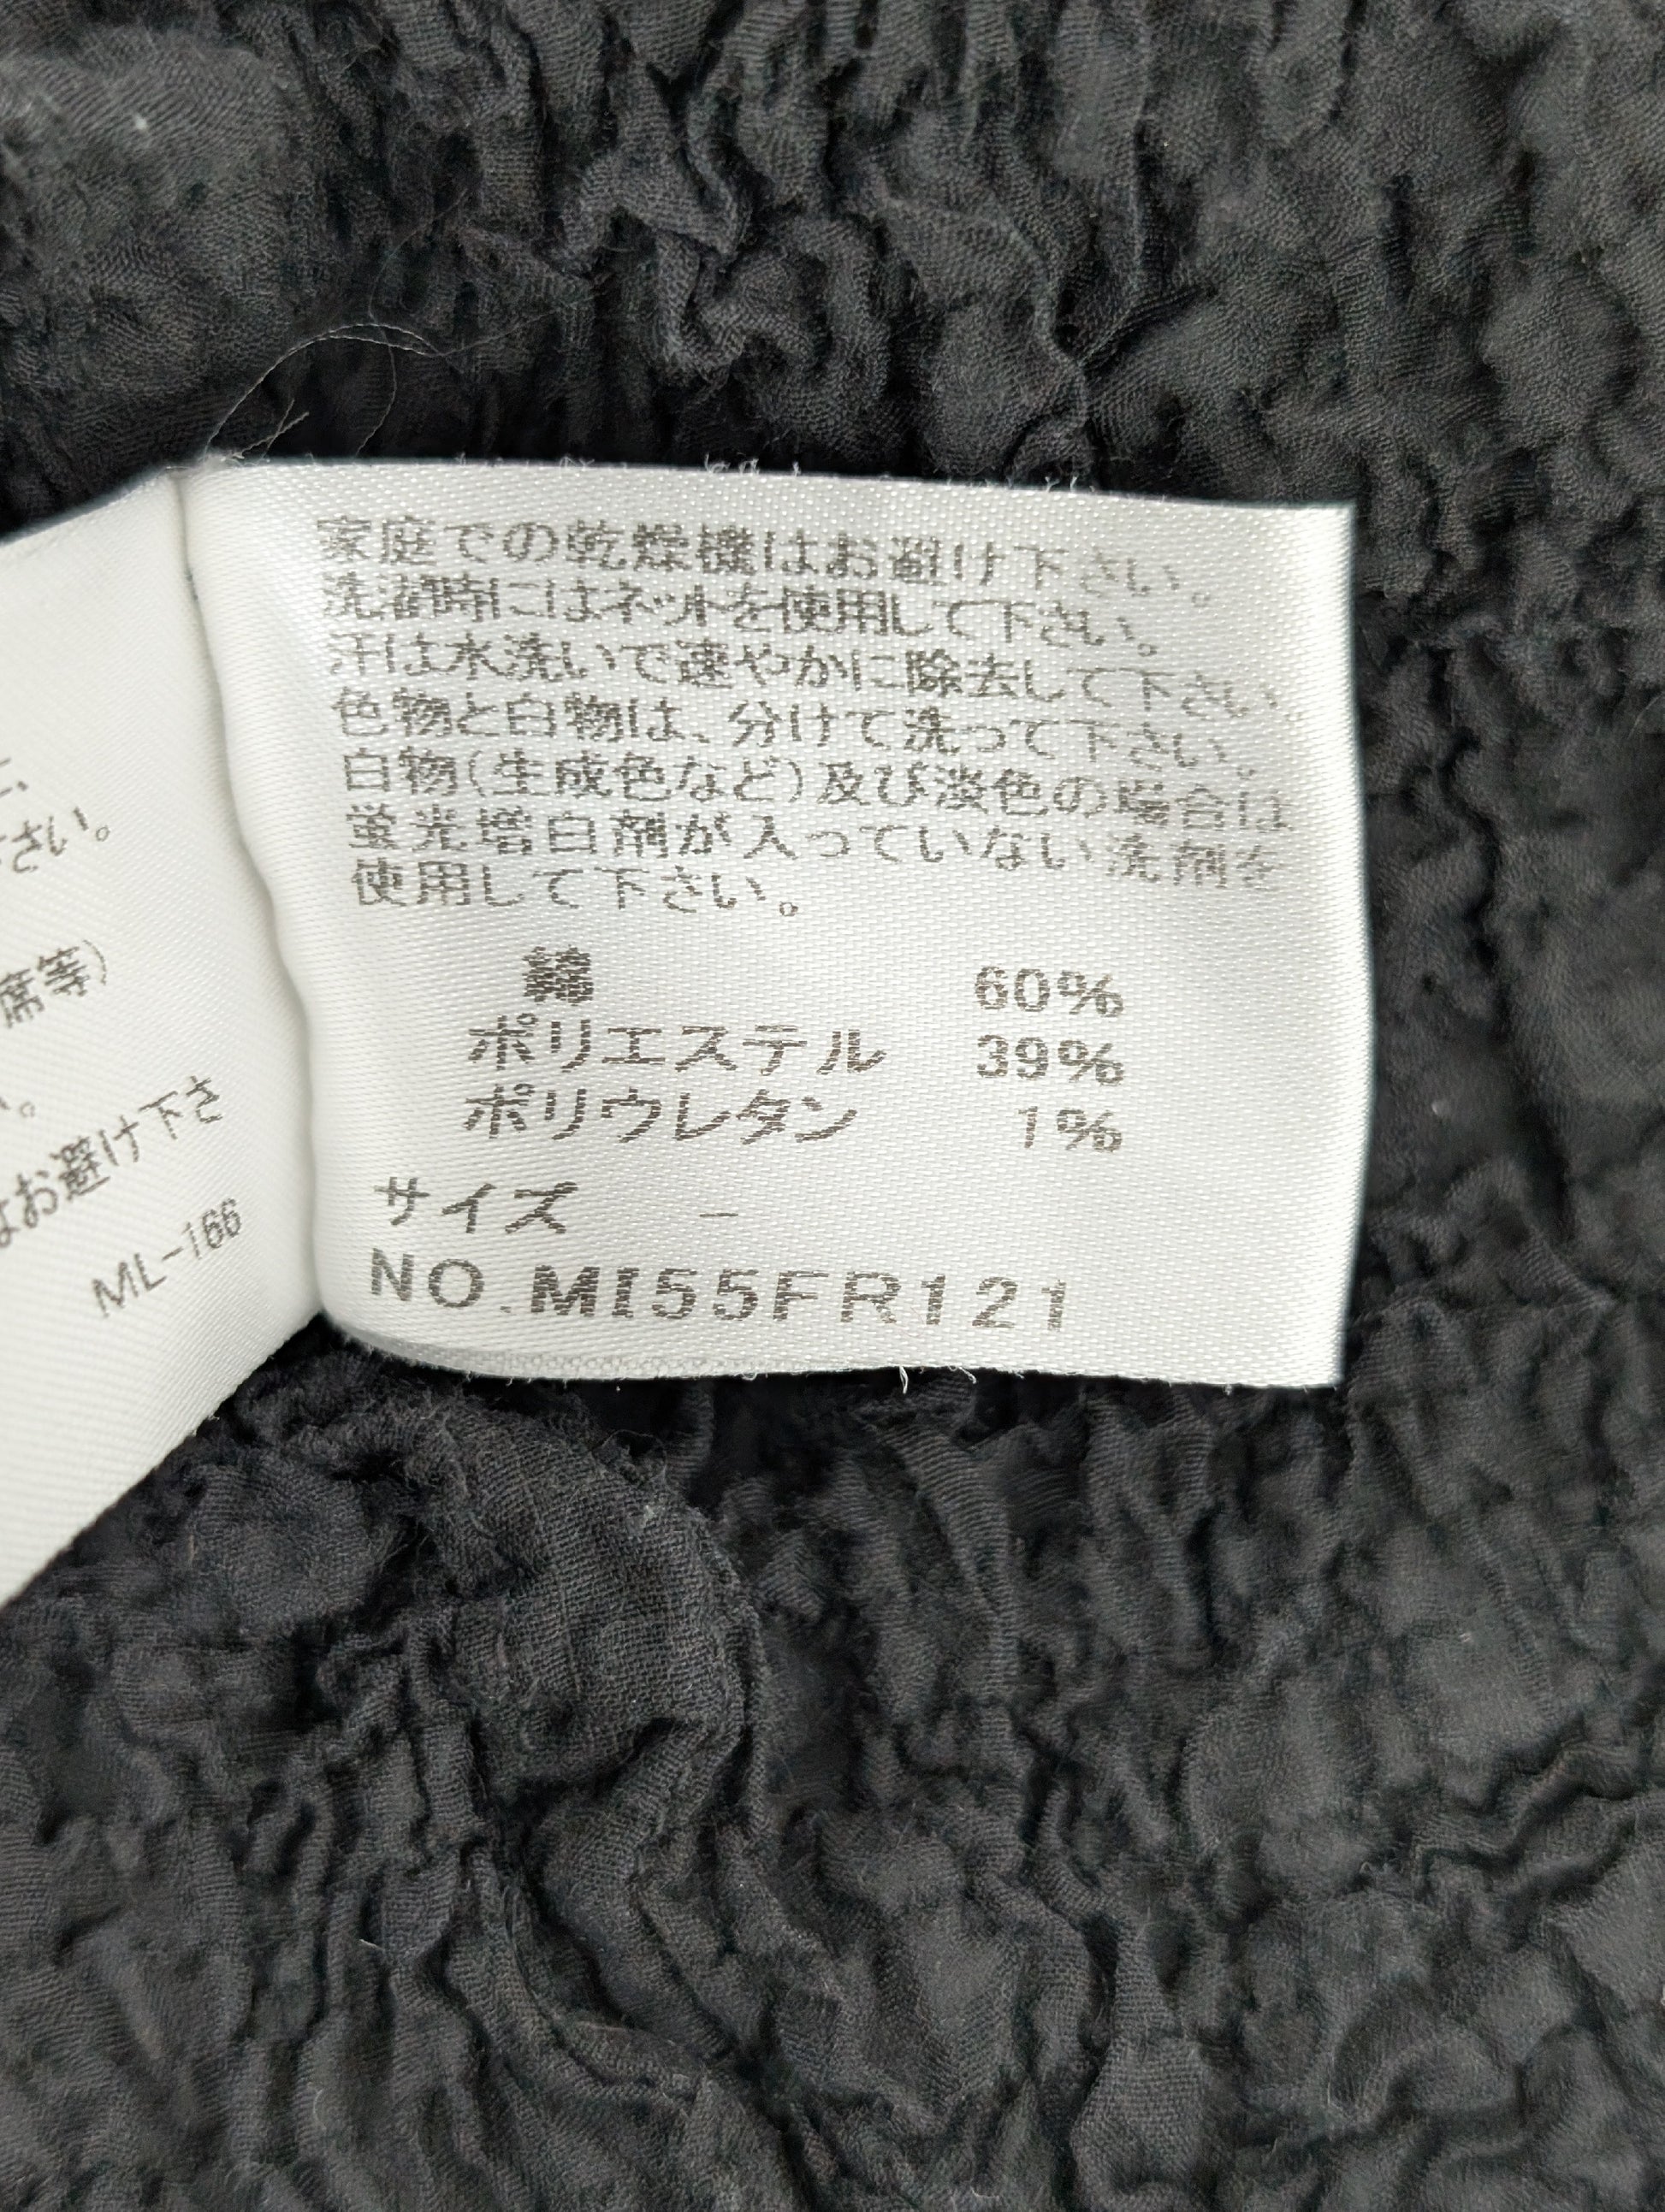 さい。
席等)
はお避け下さ
ML-166
家庭での乾燥機はお避け下さい。
洗濯時にはネットを使用して下さい。
汗は水洗いで速やかに除去して下さい。
色物と白物は、分けて洗って下さい。
白物(生成色など)及び淡色の場合は
蛍光増白剤が入っていない洗剤を
使用して下さい。
綿 60%
ポリエステル 39%
ポリウレタン 1%
サイズ -
NO.MI55FR121